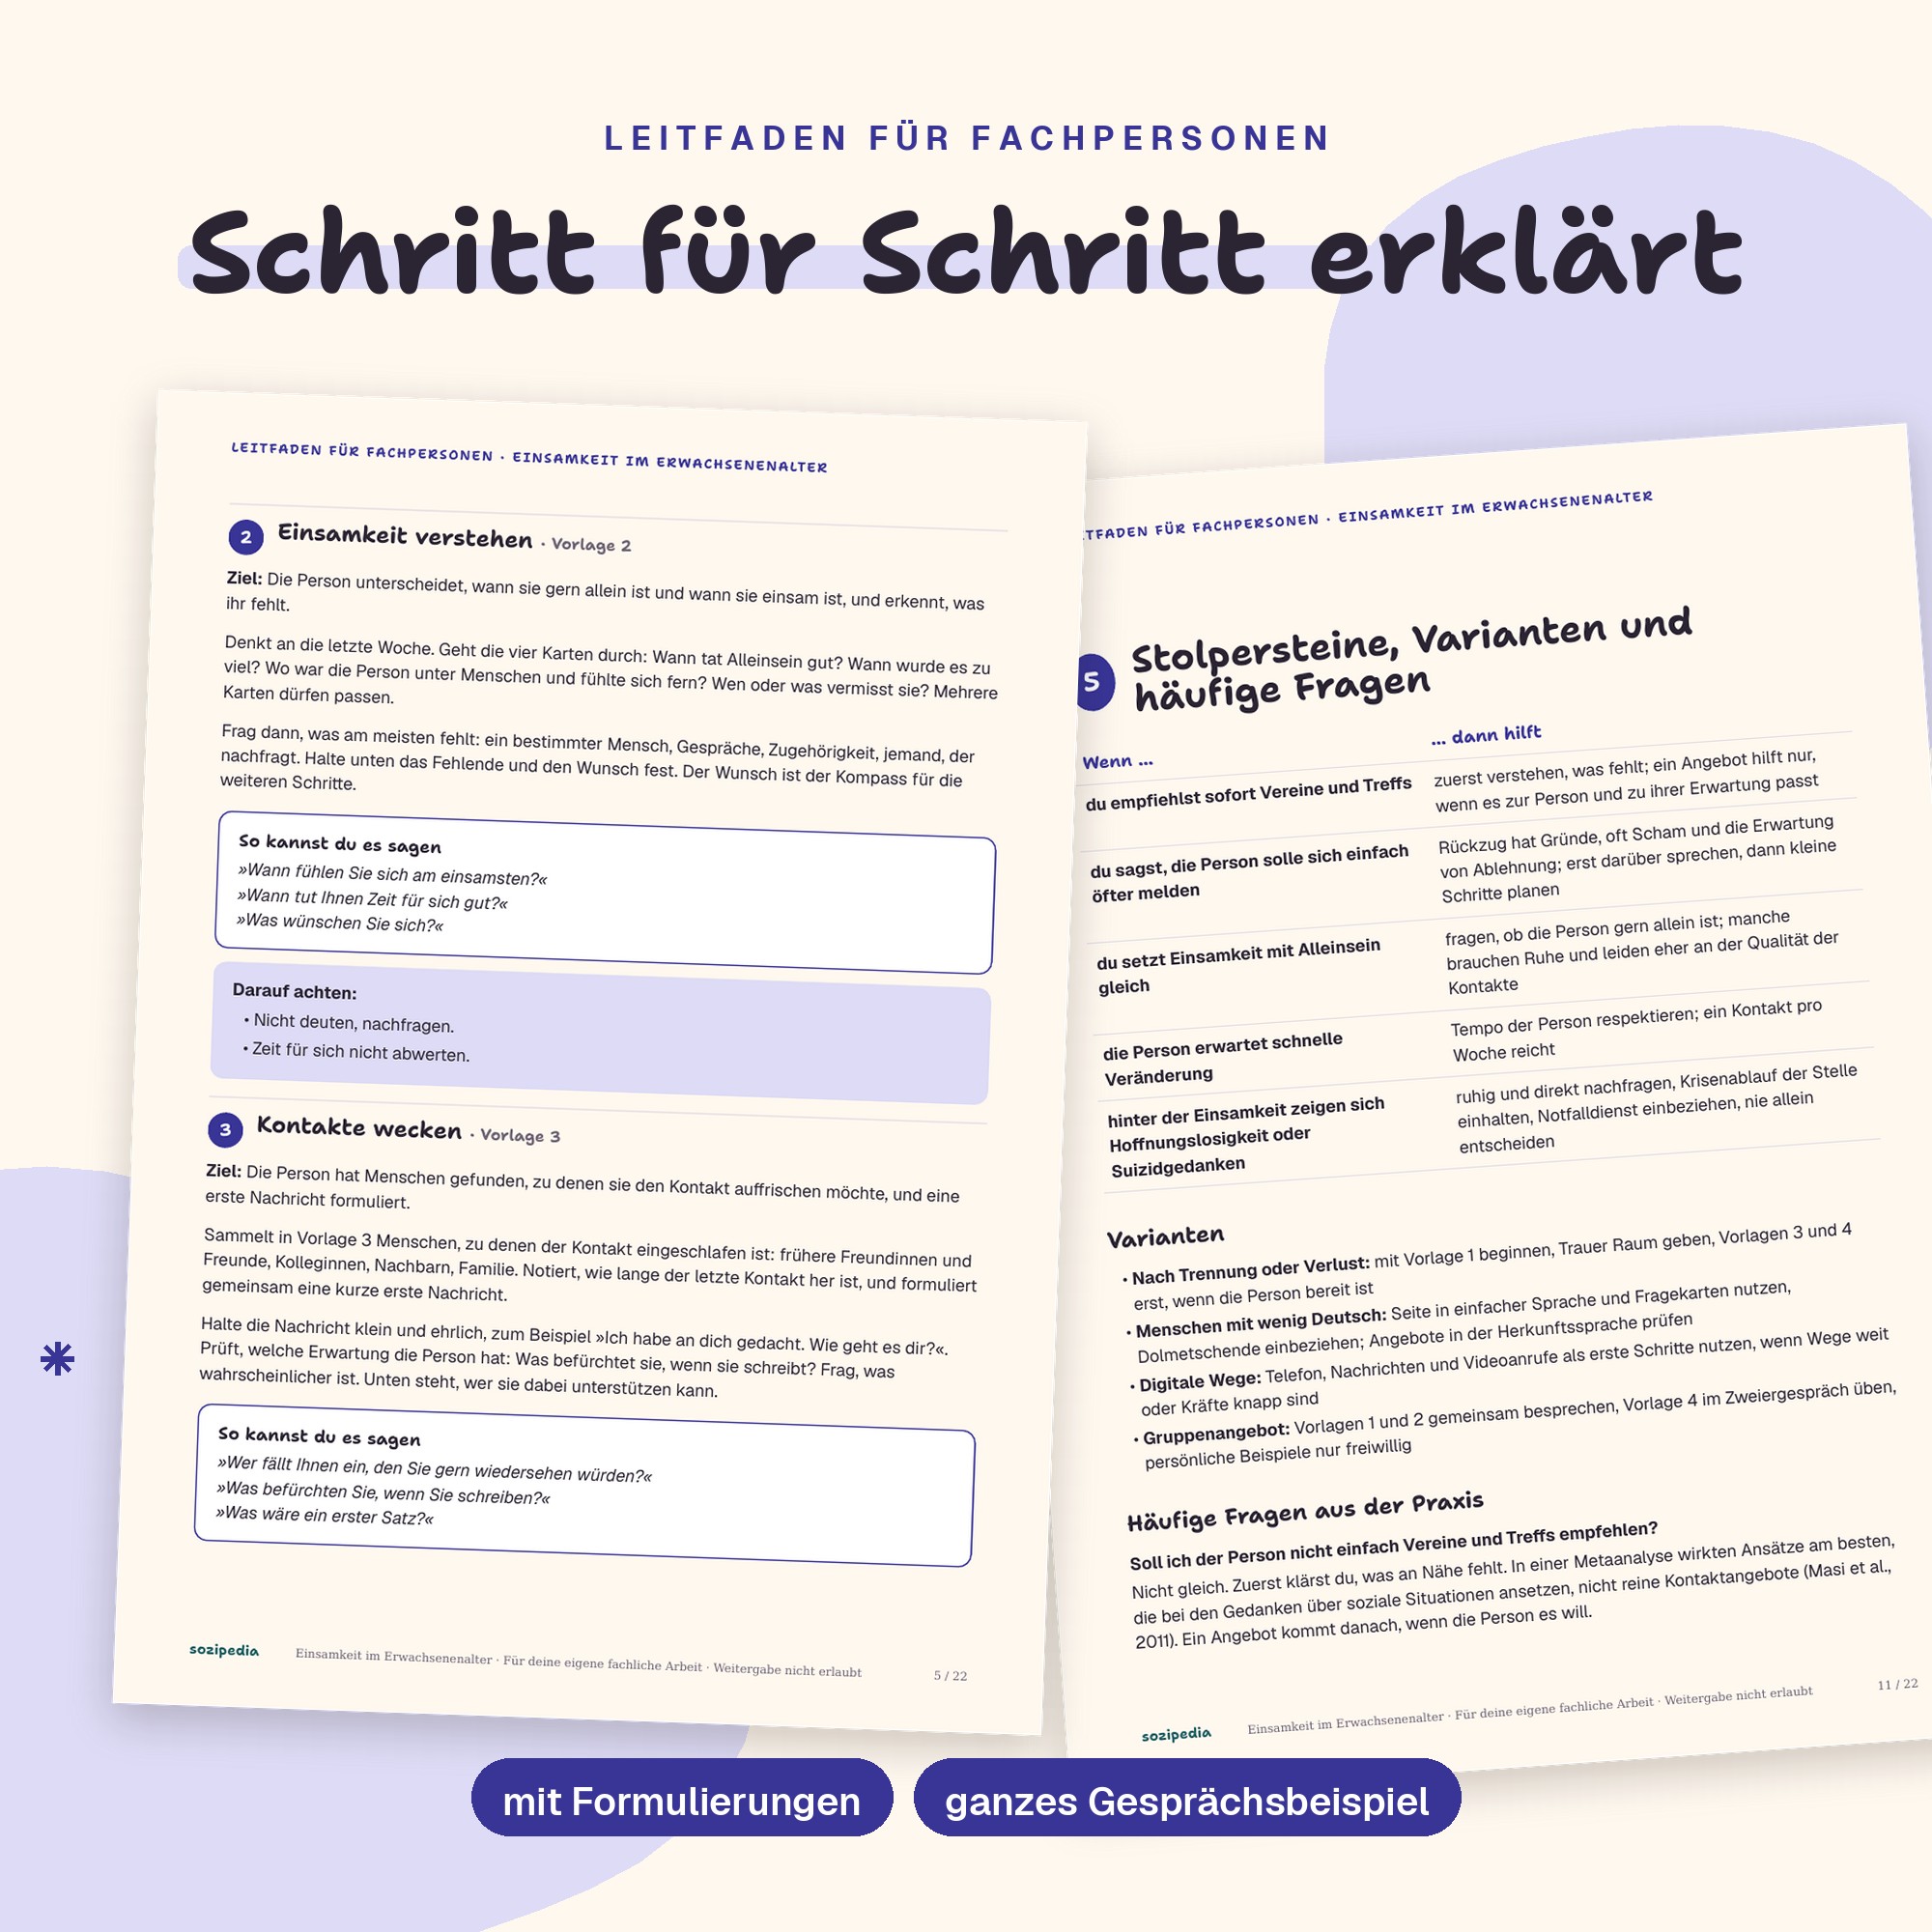 LEITFADEN FÜR FACHPERSONEN
Schritt für Schritt erklärt
LEITFADEN FÜR FACHPERSONEN · EINSAMKEIT IM ERWACHSENENALTER
2 Einsamkeit verstehen · Vorlage 2
Ziel: Die Person unterscheidet, wann sie gern allein ist und wann sie einsam ist, und erkennt, was
ihr fehlt.
Denkt an die letzte Woche. Geht die vier Karten durch: Wann tat Alleinsein gut? Wann wurde es zu
viel? Wo war die Person unter Menschen und fühlte sich fern? Wen oder was vermisst sie? Mehrere
Karten dürfen passen.
Frag dann, was am meisten fehlt: ein bestimmter Mensch, Gespräche, Zugehörigkeit, jemand, der
nachfragt. Halte unten das Fehlende und den Wunsch fest. Der Wunsch ist der Kompass für die
weiteren Schritte.
So kannst du es sagen
»Wann fühlen Sie sich am einsamsten?«
»Wann tut Ihnen Zeit für sich gut?«
»Was wünschen Sie sich?«
Darauf achten:
• Nicht deuten, nachfragen.
• Zeit für sich nicht abwerten.
3 Kontakte wecken · Vorlage 3
Ziel: Die Person hat Menschen gefunden, zu denen sie den Kontakt auffrischen möchte, und eine
erste Nachricht formuliert.
Sammelt in Vorlage 3 Menschen, zu denen der Kontakt eingeschlafen ist: frühere Freundinnen und
Freunde, Kolleginnen, Nachbarn, Familie. Notiert, wie lange der letzte Kontakt her ist, und formuliert
gemeinsam eine kurze erste Nachricht.
Halte die Nachricht klein und ehrlich, zum Beispiel »Ich habe an dich gedacht. Wie geht es dir?«.
Prüft, welche Erwartung die Person hat: Was befürchtet sie, wenn sie schreibt? Frag, was
wahrscheinlicher ist. Unten steht, wer sie dabei unterstützen kann.
So kannst du es sagen
»Wer fällt Ihnen ein, den Sie gern wiedersehen würden?«
»Was befürchten Sie, wenn Sie schreiben?«
»Was wäre ein erster Satz?«
sozipedia Einsamkeit im Erwachsenenalter · Für deine eigene fachliche Arbeit · Weitergabe nicht erlaubt 5 / 22
FÜR FACHPERSONEN · EINSAMKEIT IM ERWACHSENENALTER
5 Stolpersteine, Varianten und
häufige Fragen
Wenn ... ... dann hilft
du empfiehlst sofort Vereine und Treffs
zuerst verstehen, was fehlt; ein Angebot hilft nur,
wenn es zur Person und zu ihrer Erwartung passt
du sagst, die Person solle sich einfach
öfter melden
Rückzug hat Gründe, oft Scham und die Erwartung
von Ablehnung; erst darüber sprechen, dann kleine
Schritte planen
du setzt Einsamkeit mit Alleinsein
gleich
fragen, ob die Person gern allein ist; manche
brauchen Ruhe und leiden eher an der Qualität der
Kontakte
die Person erwartet schnelle
Veränderung
Tempo der Person respektieren; ein Kontakt pro
Woche reicht
hinter der Einsamkeit zeigen sich
Hoffnungslosigkeit oder
Suizidgedanken
ruhig und direkt nachfragen, Krisenablauf der Stelle
einhalten, Notfalldienst einbeziehen, nie allein
entscheiden
Varianten
• Nach Trennung oder Verlust: mit Vorlage 1 beginnen, Trauer Raum geben, Vorlagen 3 und 4
erst, wenn die Person bereit ist
• Menschen mit wenig Deutsch: Seite in einfacher Sprache und Fragekarten nutzen,
Dolmetschende einbeziehen; Angebote in der Herkunftssprache prüfen
• Digitale Wege: Telefon, Nachrichten und Videoanrufe als erste Schritte nutzen, wenn Wege weit
oder Kräfte knapp sind
• Gruppenangebot: Vorlagen 1 und 2 gemeinsam besprechen, Vorlage 4 im Zweiergespräch üben,
persönliche Beispiele nur freiwillig
Häufige Fragen aus der Praxis
Soll ich der Person nicht einfach Vereine und Treffs empfehlen?
Nicht gleich. Zuerst klärst du, was an Nähe fehlt. In einer Metaanalyse wirkten Ansätze am besten,
die bei den Gedanken über soziale Situationen ansetzen, nicht reine Kontaktangebote (Masi et al.,
2011). Ein Angebot kommt danach, wenn die Person es will.
sozipedia Einsamkeit im Erwachsenenalter · Für deine eigene fachliche Arbeit · Weitergabe nicht erlaubt 11 / 22
mit Formulierungen
ganzes Gesprächsbeispiel